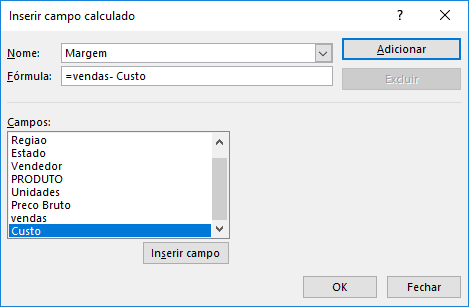 Inserir campo calculado ? ×
Nome: Margem Adicionar
Fórmula: =vendas- Custo Excluir
Campos:
Regiao
Estado
Vendedor
PRODUTO
Unidades
Preco Bruto
vendas
Custo
Inserir campo
OK Fechar